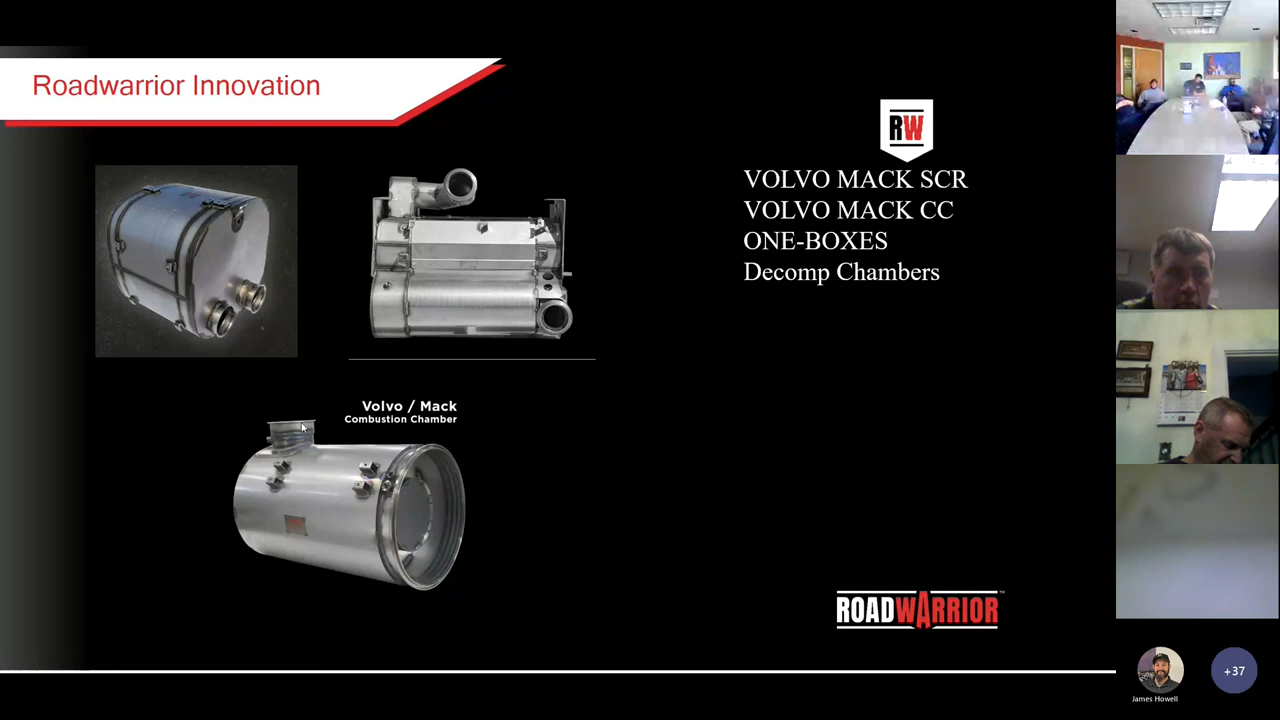 Roadwarrior Innovation
RW
VOLVO MACK SCR
VOLVO MACK CC
ONE-BOXES
Decomp Chambers
Volvo / Mack
Combustion Chamber
ROADWARRIOR
James Howell
+37